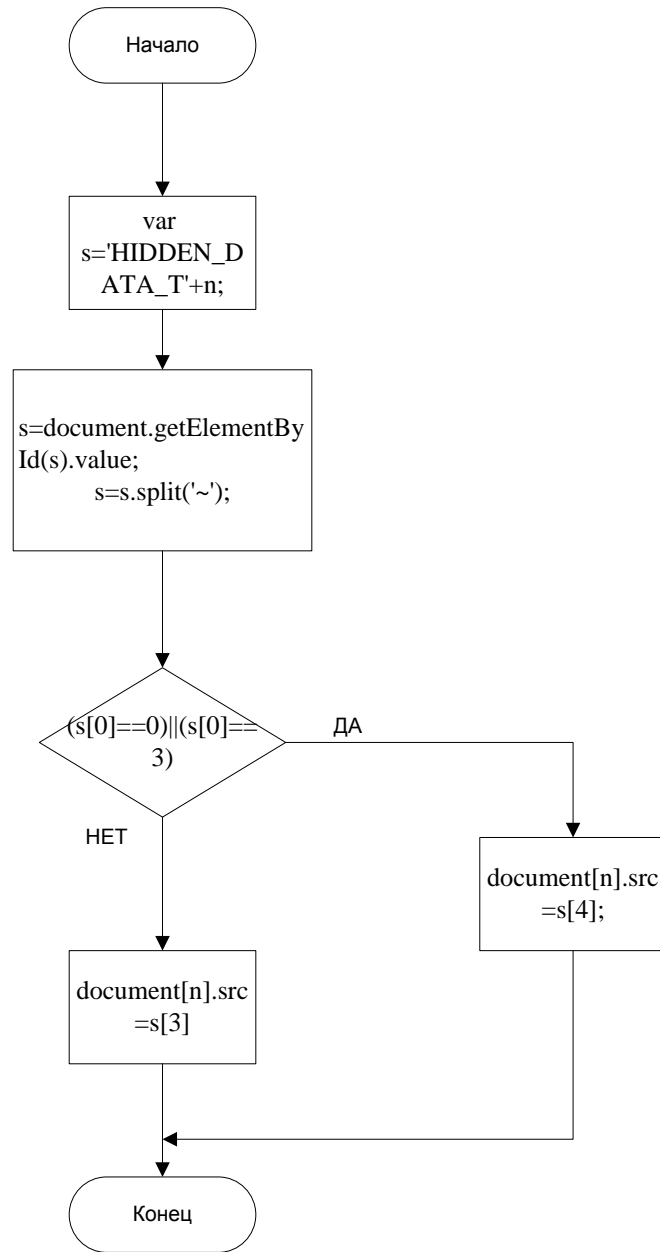 Начало
var
s='HIDDEN_D
ATA_T'+n;
s=document.getElementBy
Id(s).value;
s=s.split('~');
(s[0]==0)||(s[0]==
3)
ДА
НЕТ
document[n].src
=s[4];
document[n].src
=s[3]
Конец